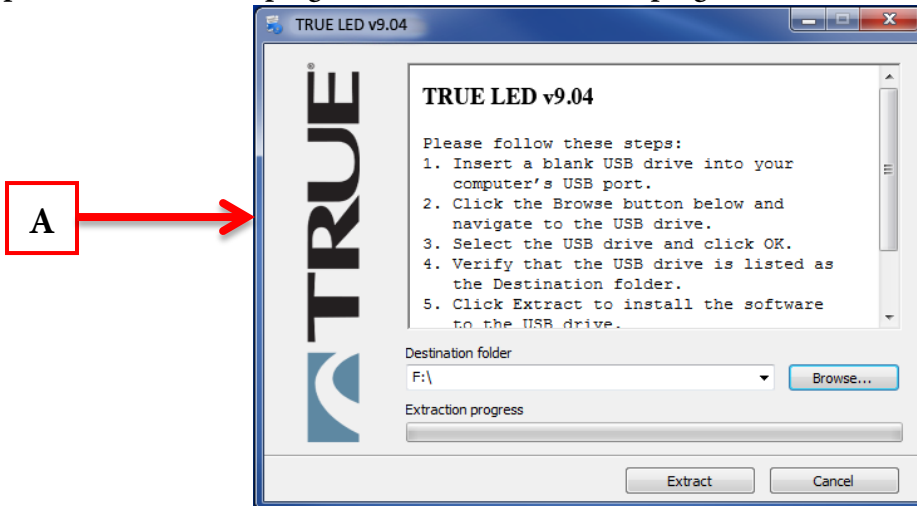 TRUE LED v9.04
TRUE®
TRUE LED v9.04
Please follow these steps:
1. Insert a blank USB drive into your
computer's USB port.
2. Click the Browse button below and
navigate to the USB drive.
3. Select the USB drive and click OK.
4. Verify that the USB drive is listed as
the Destination folder.
5. Click Extract to install the software
to the USB drive.
A
Destination folder
F:\
Browse...
Extraction progress
Extract
Cancel